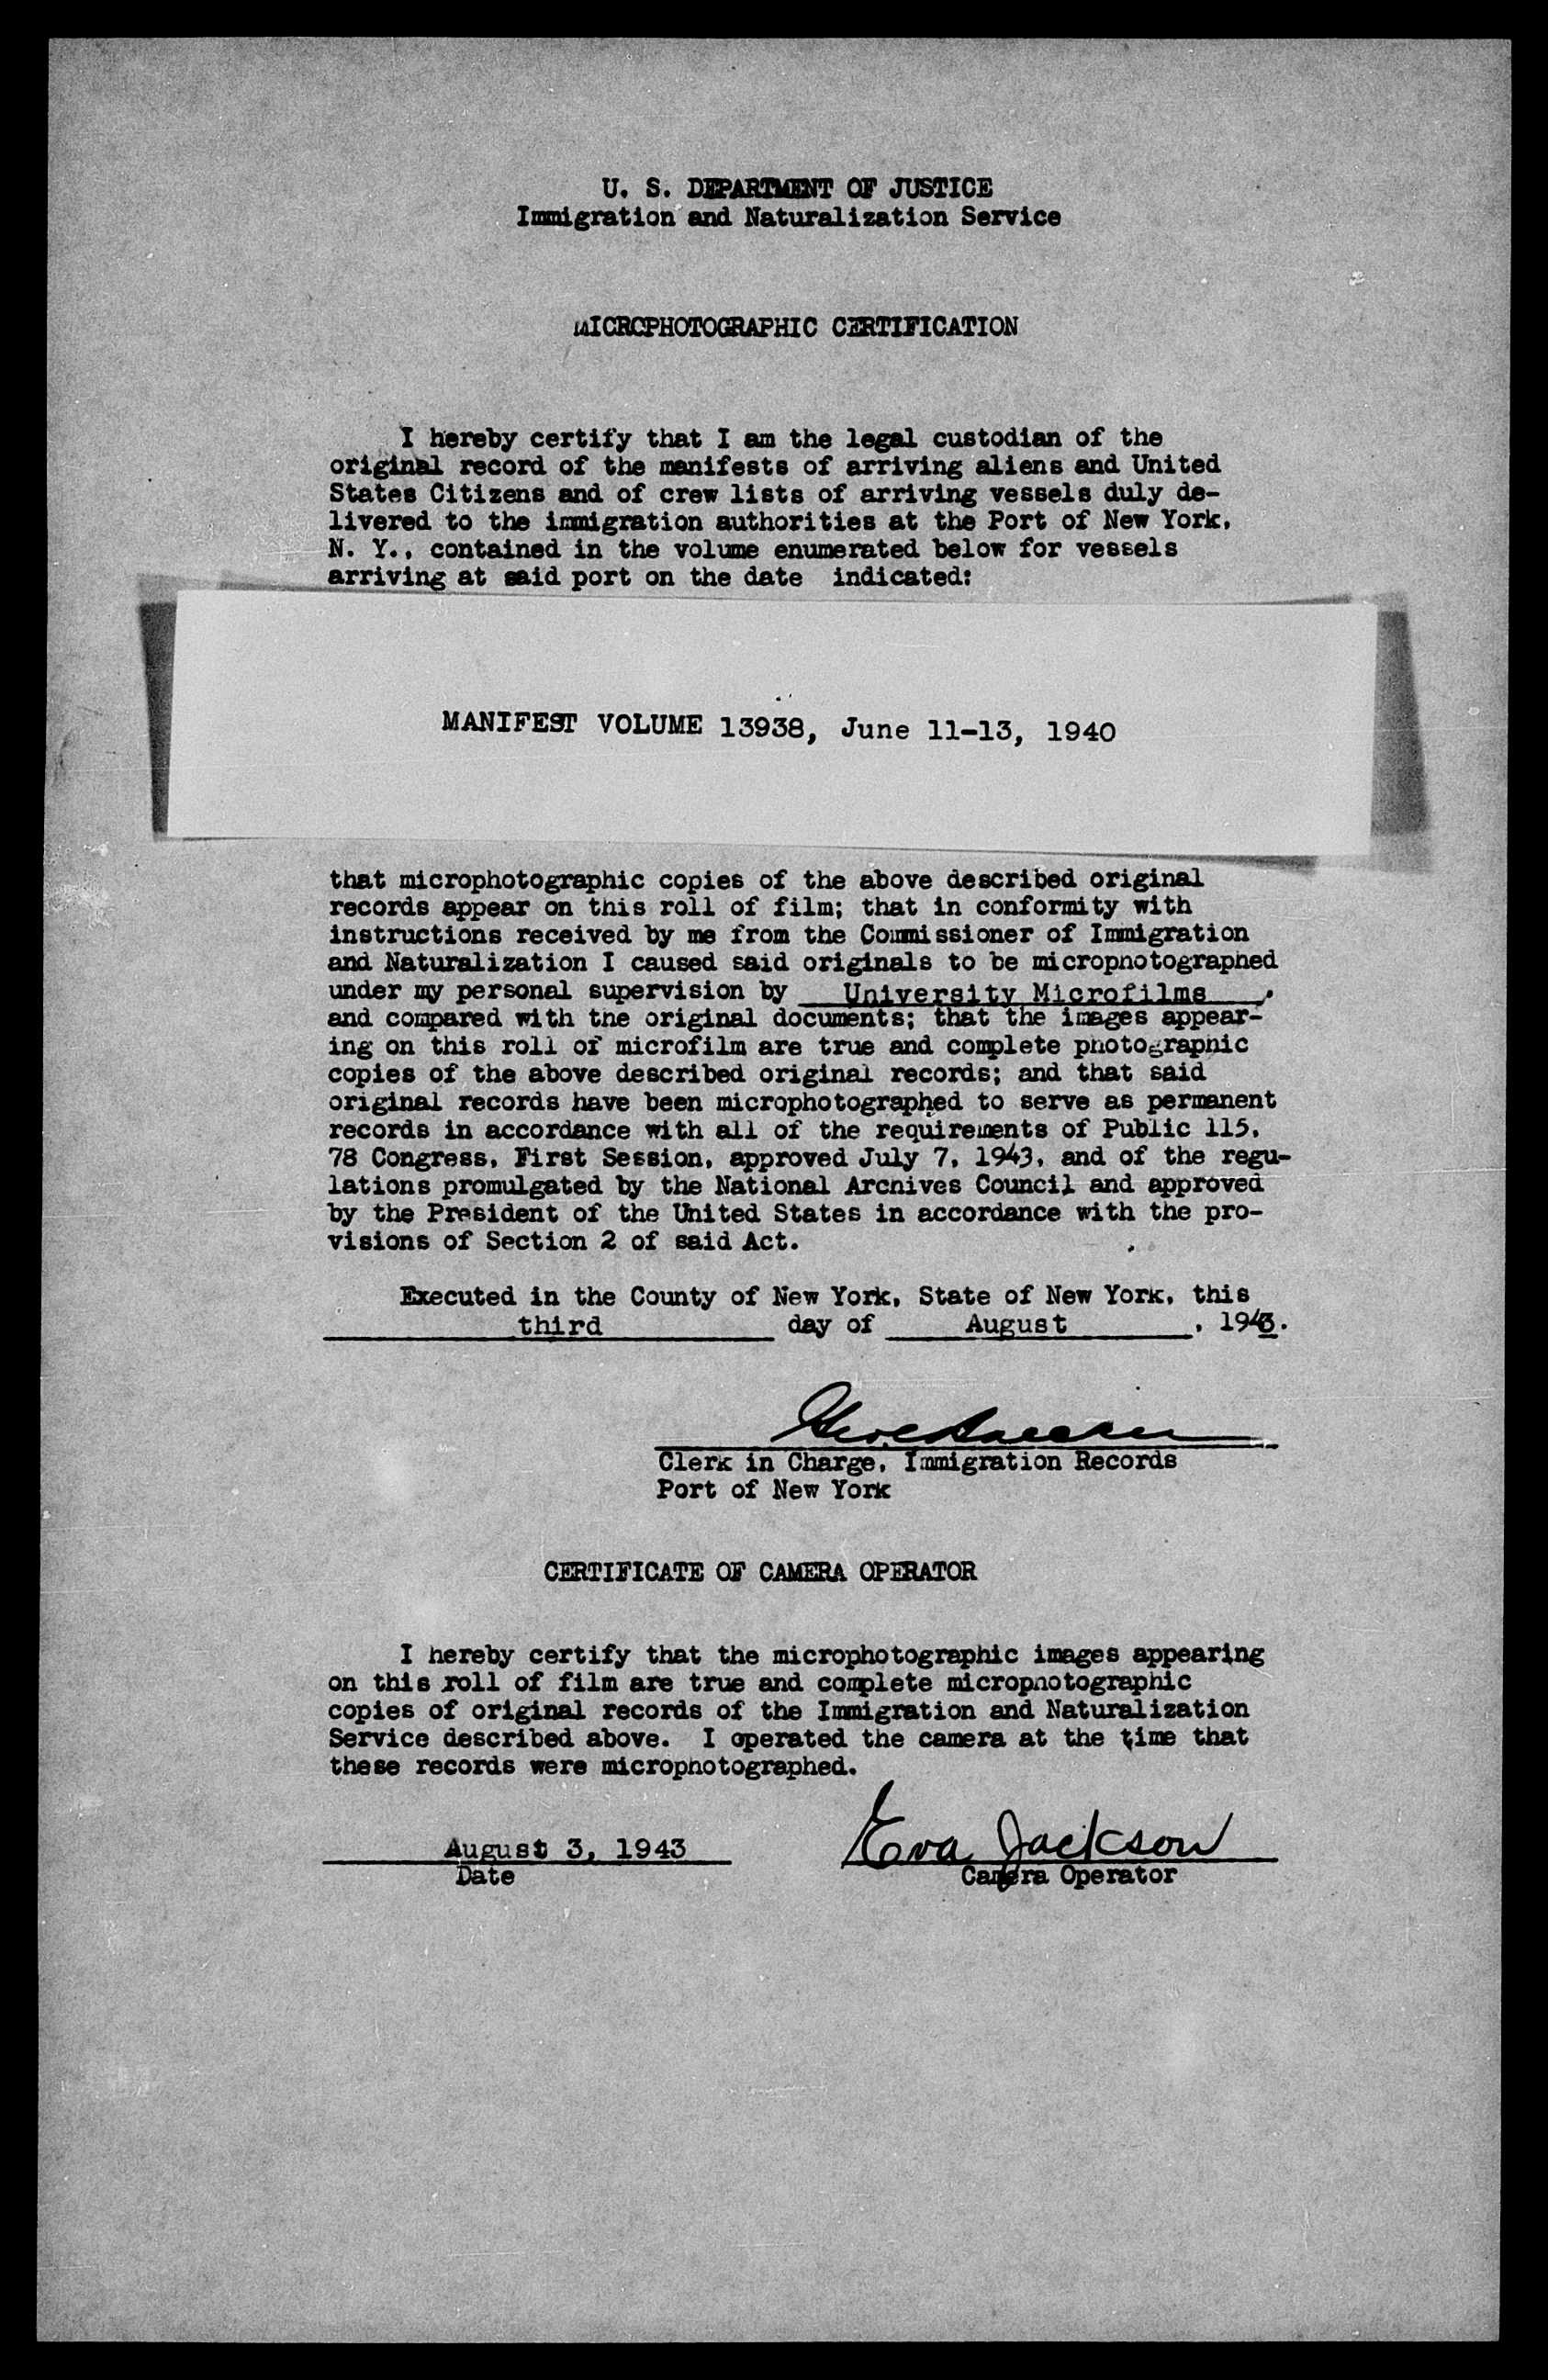 U. S. DEPARTMENT OF JUSTICE
Immigration and Naturalization Service
MICROPHOTOGRAPHIC CERTIFICATION
I hereby certify that I am the legal custodian of the
original record of the manifests of arriving aliens and United
States Citizens and of crew lists of arriving vessels duly de-
livered to the immigration authorities at the Port of New York,
N. Y., contained in the volume enumerated below for vessels
arriving at said port on the date indicated:
MANIFEST VOLUME 13938, June 11-13, 1940
that microphotographic copies of the above described original
records appear on this roll of film; that in conformity with
instructions received by me from the Commissioner of Immigration
and Naturalization I caused said originals to be microphotographed
under my personal supervision by University Microfilms,
and compared with the original documents; that the images appear-
ing on this roll of microfilm are true and complete photographic
copies of the above described original records; and that said
original records have been microphotographed to serve as permanent
records in accordance with all of the requirements of Public 115,
78 Congress, First Session, approved July 7, 1943, and of the regu-
lations promulgated by the National Archives Council and approved
by the President of the United States in accordance with the pro-
visions of Section 2 of said Act.
Executed in the County of New York, State of New York, this
third day of August, 1943.
Clerk in Charge, Immigration Records
Port of New York
CERTIFICATE OF CAMERA OPERATOR
I hereby certify that the microphotographic images appearing
on this roll of film are true and complete microphotographic
copies of original records of the Immigration and Naturalization
Service described above. I operated the camera at the time that
these records were microphotographed.
August 3, 1943 Eva Jackson
Date Camera Operator